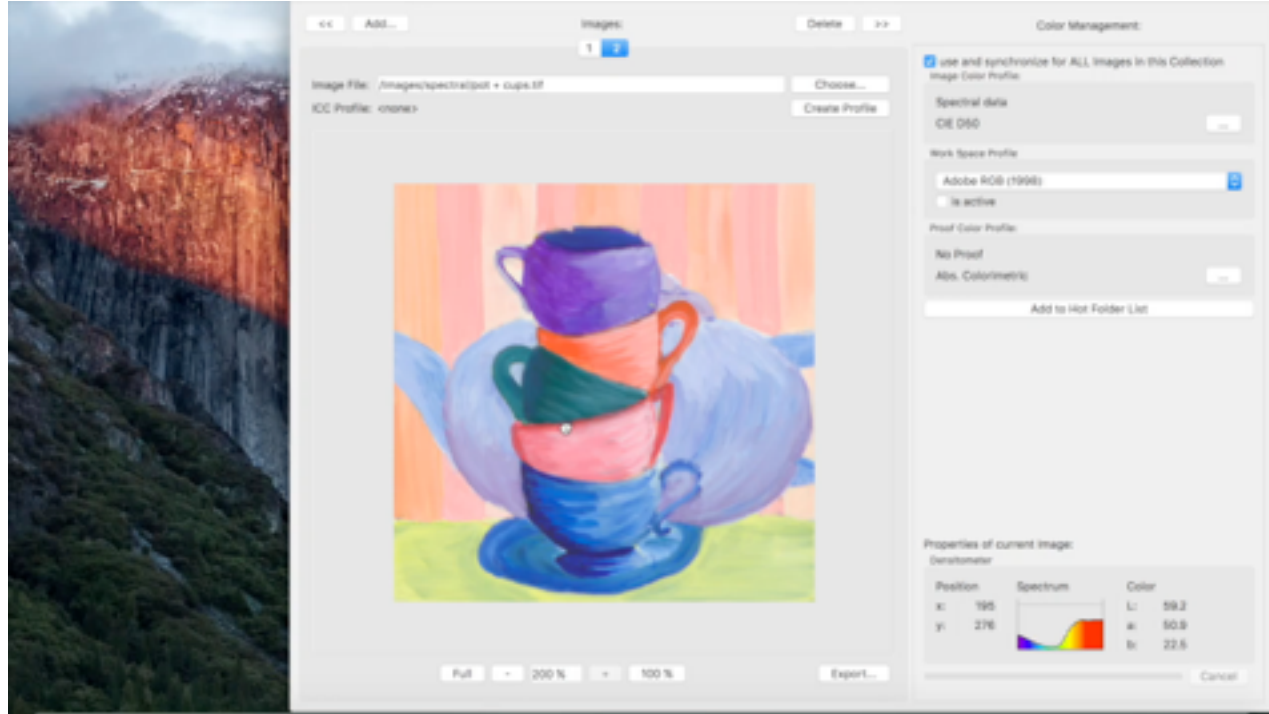 << Add... Images: Delete >>
1 2
Image File: /Images/spectral/pot + cups.tif Choose...
ICC Profile: <none> Create Profile
Full - 200 % + 100 % Export...
Color Management:
use and synchronize for ALL Images in this Collection
Image Color Profile:
Spectral data
CIE D50 ...
Work Space Profile
Adobe RGB (1998)
is active
Proof Color Profile:
No Proof
Abs. Colorimetric ...
Add to Hot Folder List
Properties of current Image:
Densitometer
Position Spectrum Color
x: 195 L: 59.2
y: 276 a: 50.9
b: 22.5
Cancel